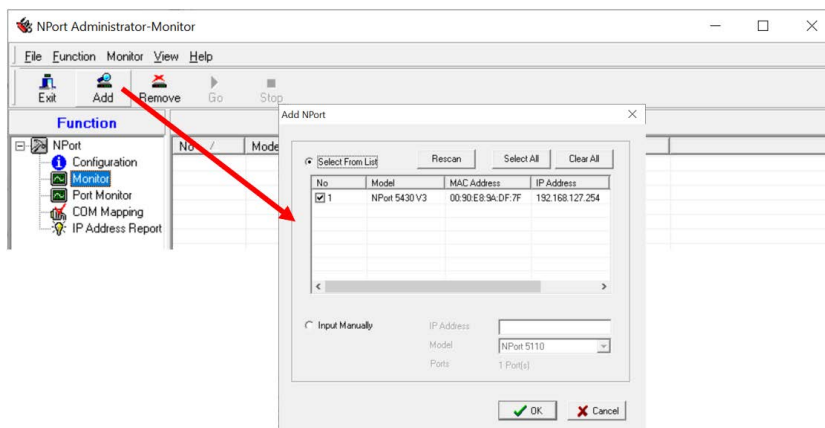 NPort Administrator-Monitor
File Function Monitor View Help
Exit Add Remove Go Stop
Function
NPort
Configuration
Monitor
Port Monitor
COM Mapping
IP Address Report
No / Mode
Add NPort
Select From List Rescan Select All Clear All
No Model MAC Address IP Address
1 NPort 5430 V3 00:90:E8:9A:DF:7F 192.168.127.254
Input Manually IP Address
Model NPort 5110
Ports 1 Port(s)
OK Cancel